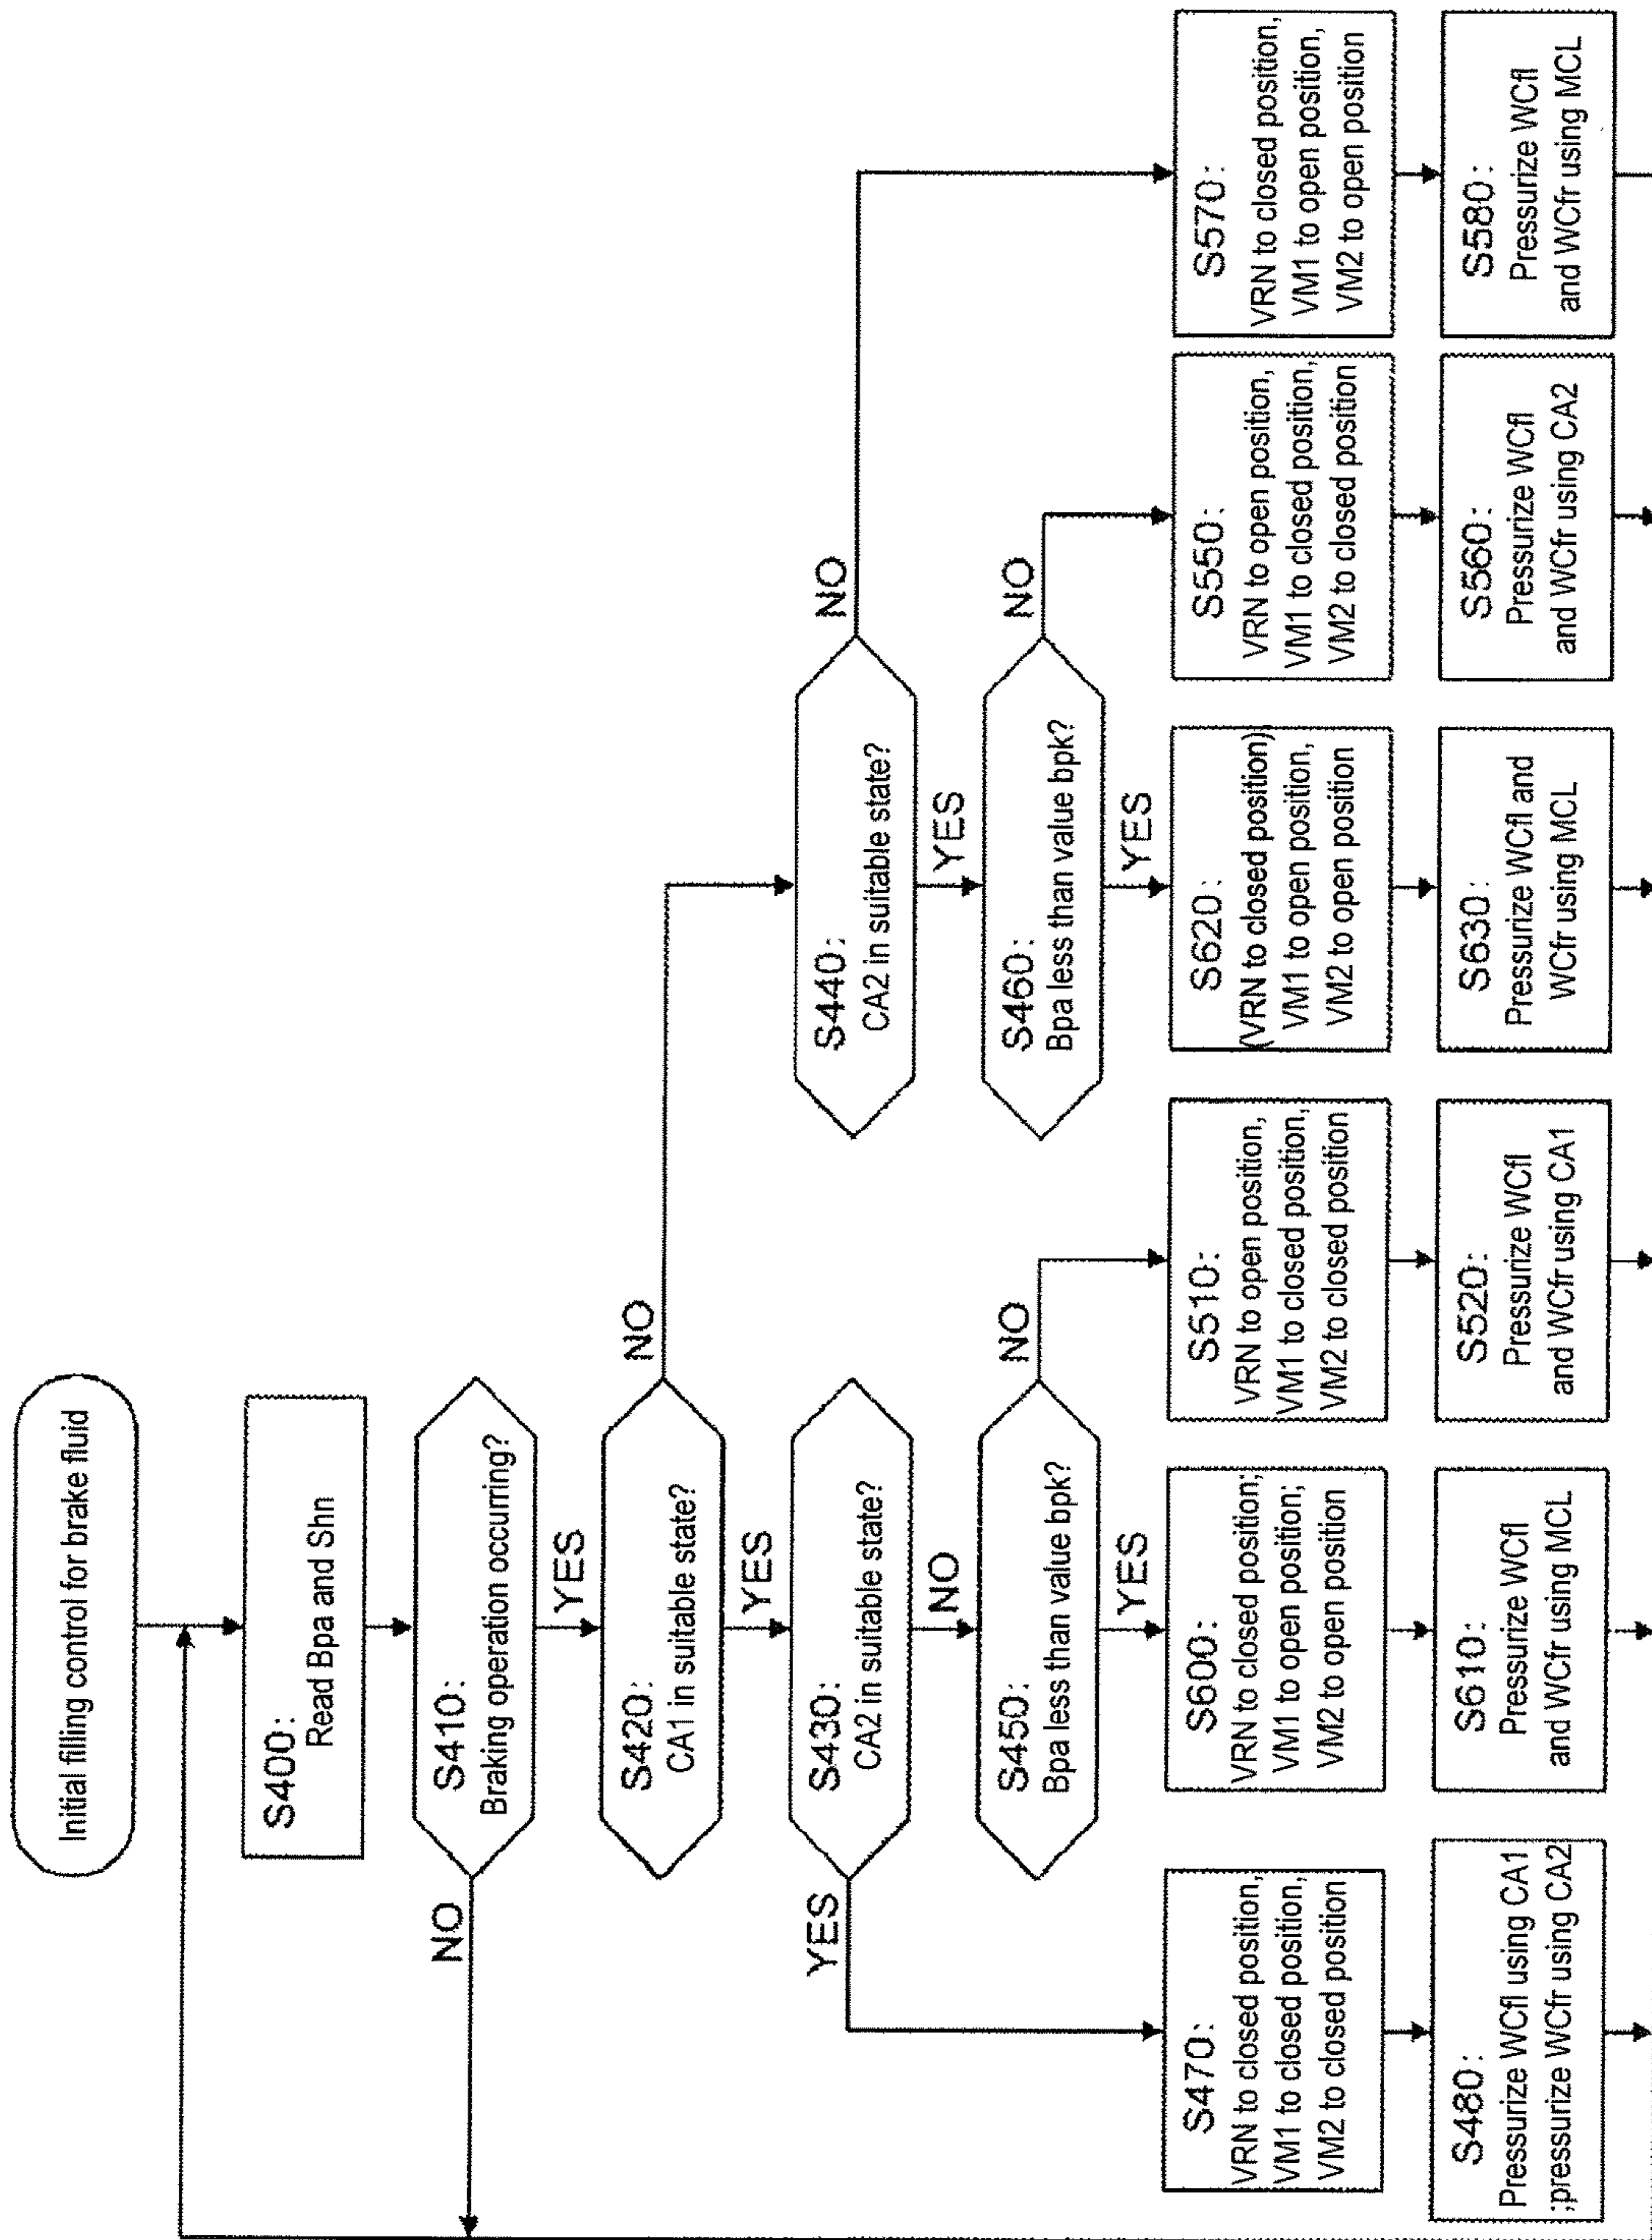 Initial filling control for brake fluid
S400:
Read Bpa and Shn
S410:
Braking operation occurring?
NO
YES
S420:
CA1 in suitable state?
NO
YES
S430:
CA2 in suitable state?
YES
NO
S440:
CA2 in suitable state?
NO
YES
S450:
Bpa less than value bpk?
NO
YES
S460:
Bpa less than value bpk?
NO
YES
S470:
VRN to closed position,
VM1 to closed position,
VM2 to closed position
S600:
VRN to closed position;
VM1 to open position;
VM2 to open position
S510:
VRN to open position,
VM1 to closed position,
VM2 to closed position
S620:
(VRN to closed position)
VM1 to open position,
VM2 to open position
S550:
VRN to open position,
VM1 to closed position,
VM2 to closed position
S570:
VRN to closed position,
VM1 to open position,
VM2 to open position
S480:
Pressurize WCfl using CA1
;pressurize WCfr using CA2
S610:
Pressurize WCfl
and WCfr using MCL
S520:
Pressurize WCfl
and WCfr using CA1
S630:
Pressurize WCfl and
WCfr using MCL
S560:
Pressurize WCfl
and WCfr using CA2
S580:
Pressurize WCfl
and WCfr using MCL